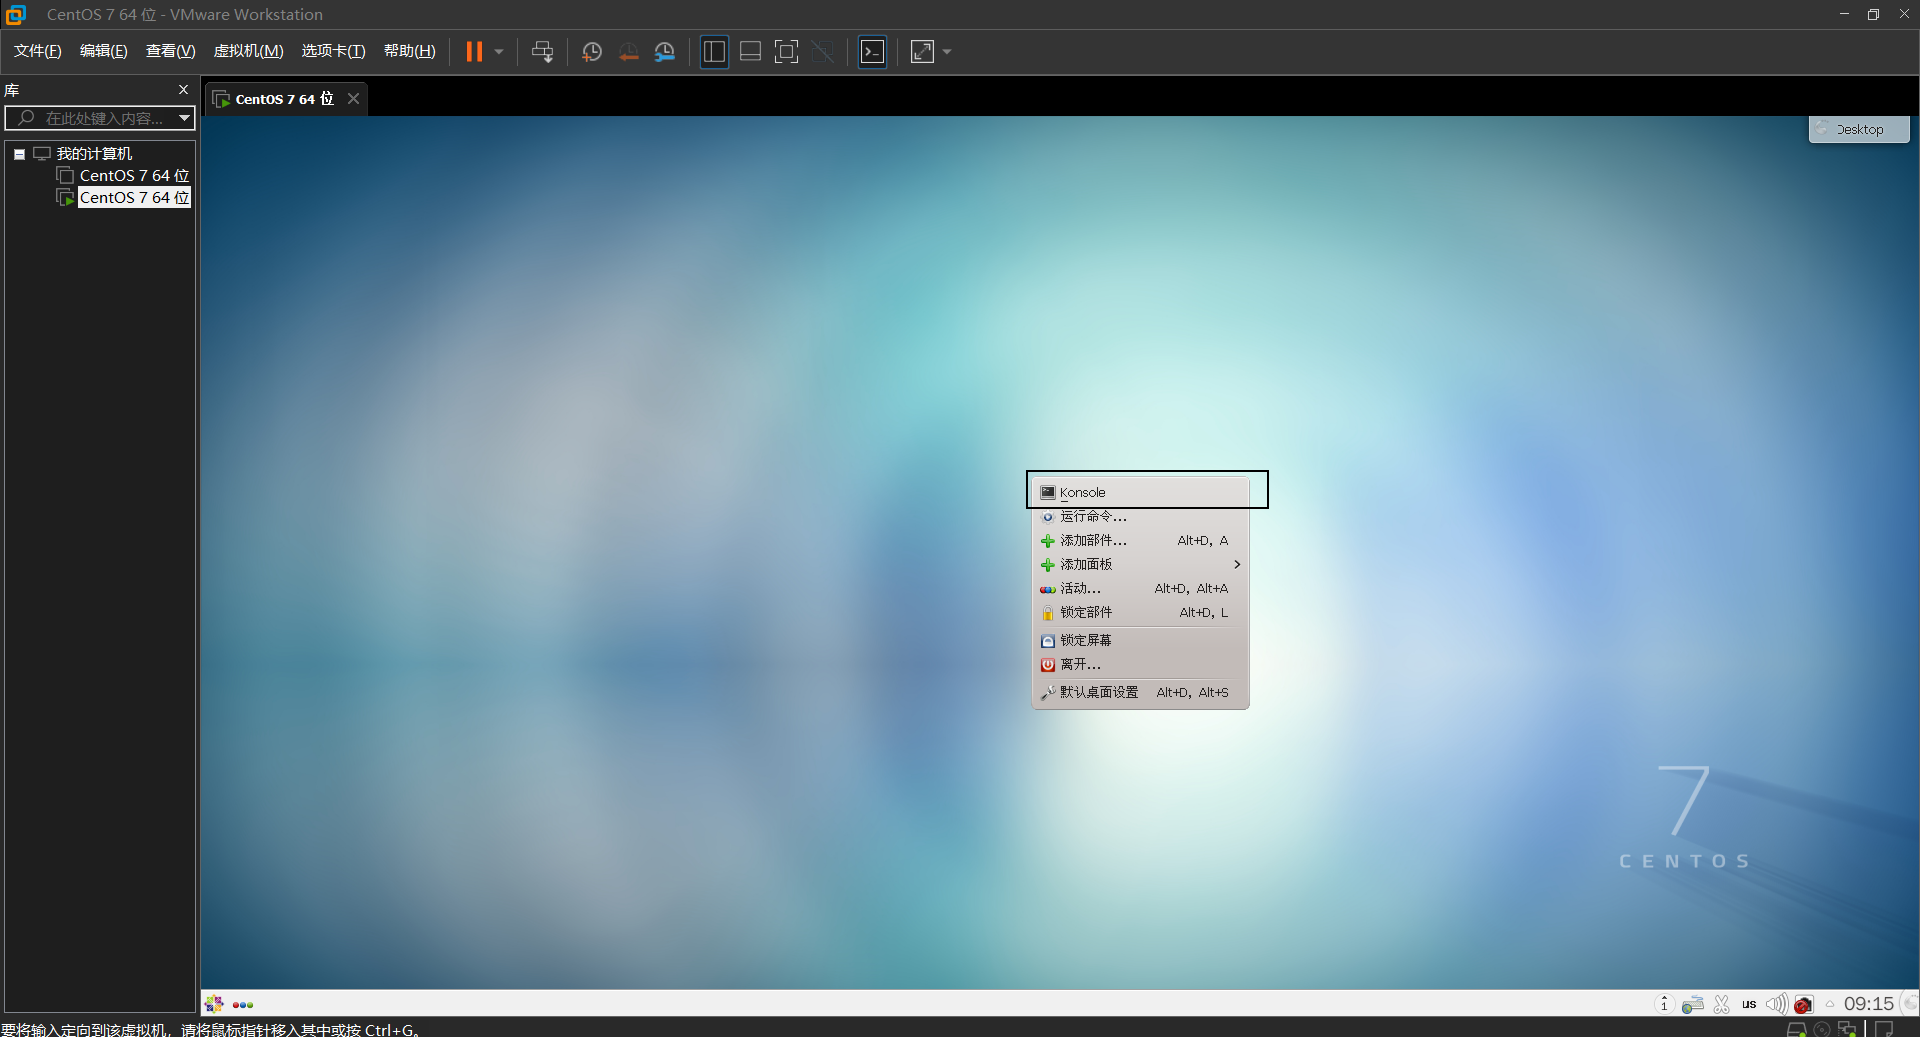 CentOS 7 64 位 - VMware Workstation
文件(F) 编辑(E) 查看(V) 虚拟机(M) 选项卡(T) 帮助(H)
库
在此处键入内容...
我的计算机
CentOS 7 64 位
CentOS 7 64 位
CentOS 7 64 位
Desktop
Konsole
运行命令...
添加部件... Alt+D, A
添加面板
活动... Alt+D, Alt+A
锁定部件 Alt+D, L
锁定屏幕
离开...
默认桌面设置 Alt+D, Alt+S
7
CENTOS
1 us 09:15
要将输入定向到该虚拟机，请将鼠标指针移入其中或按 Ctrl+G。